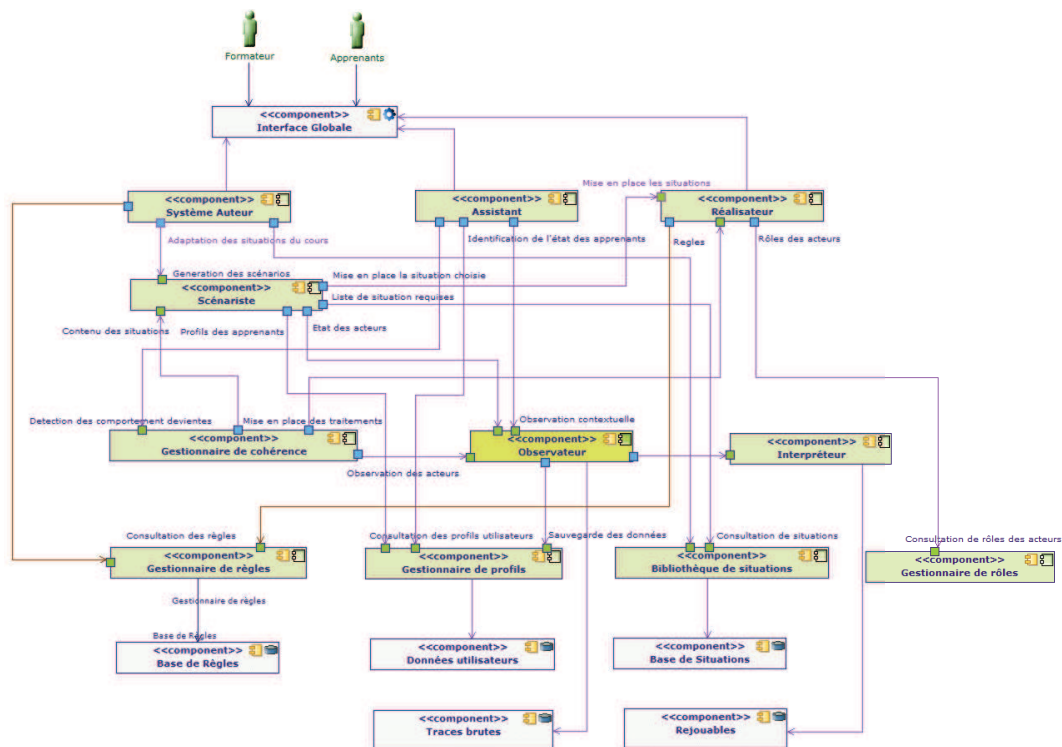 Formateur
Apprenants
<<component>>
Interface Globale
Mise en place les situations
<<component>>
Système Auteur
<<component>>
Assistant
<<component>>
Réalisateur
Adaptation des situations du cours
Identification de l'état des apprenants
Regles
Rôles des acteurs
Generation des scénarios
Mise en place la situation choisie
<<component>>
Scénariste
Liste de situation requises
Contenu des situations
Profils des apprenants
Etat des acteurs
Detection des comportement devientes
Mise en place des traitements
Observation contextuelle
<<component>>
Gestionnaire de cohérence
<<component>>
Observateur
<<component>>
Interpréteur
Observation des acteurs
Consultation des règles
Consultation des profils utilisateurs
Sauvegarde des données
Consultation de situations
Consultation de rôles des acteurs
<<component>>
Gestionnaire de règles
<<component>>
Gestionnaire de profils
<<component>>
Bibliothèque de situations
<<component>>
Gestionnaire de rôles
Gestionnaire de règles
Base de Règles
<<component>>
Base de Règles
<<component>>
Données utilisateurs
<<component>>
Base de Situations
<<component>>
Traces brutes
<<component>>
Rejouables